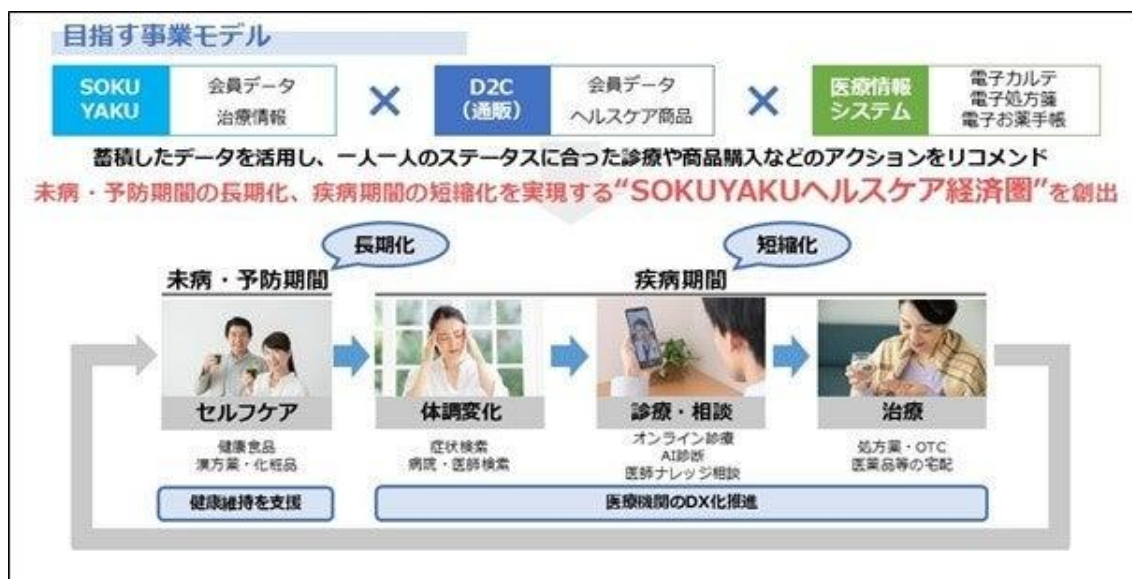 目指す事業モデル
SOKU
YAKU
会員データ
治療情報
×
D2C
（通販）
会員データ
ヘルスケア商品
×
医療情報
システム
電子カルテ
電子処方箋
電子お薬手帳
蓄積したデータを活用し、一人一人のステータスに合った診療や商品購入などのアクションをリコメンド
未病・予防期間の長期化、疾病期間の短縮化を実現する“SOKUYAKUヘルスケア経済圏”を創出
長期化
短縮化
未病・予防期間
疾病期間
セルフケア
健康食品
漢方薬・化粧品
体調変化
症状検索
病院・医師検索
診療・相談
オンライン診療
AI診断
医師ナレッジ相談
治療
処方薬・OTC
医薬品等の宅配
健康維持を支援
医療機関のDX化推進